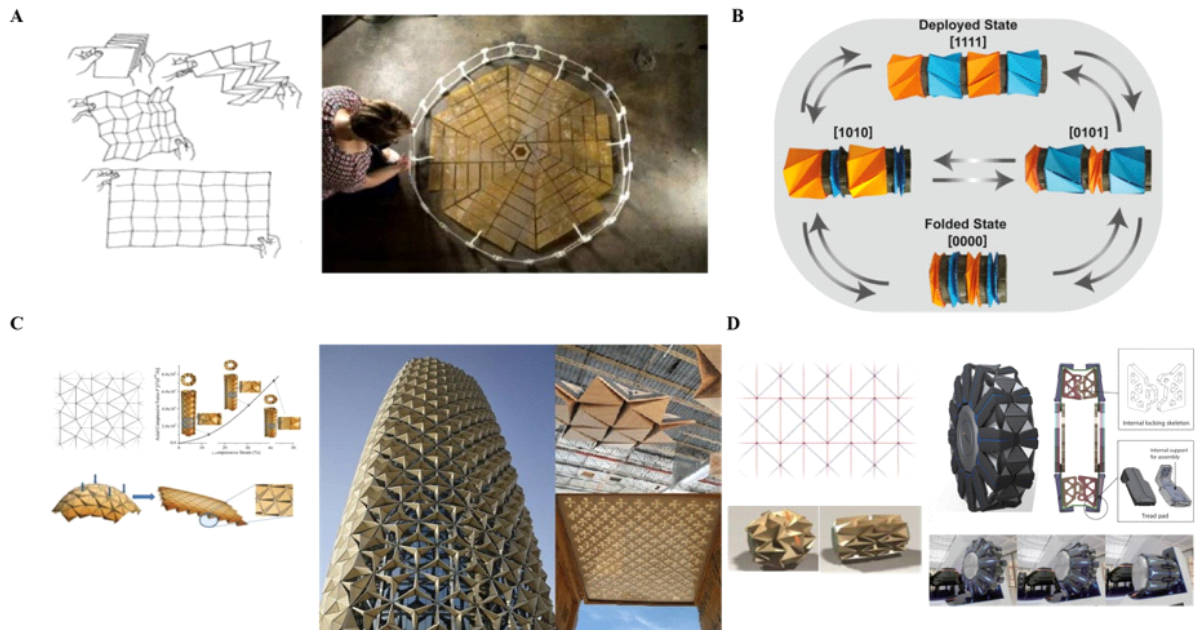 A
B
Deployed State
[1111]
[1010]
[0101]
Folded State
[0000]
C
D
Internal locking skeleton
Internal support
for assembly
Tread pad